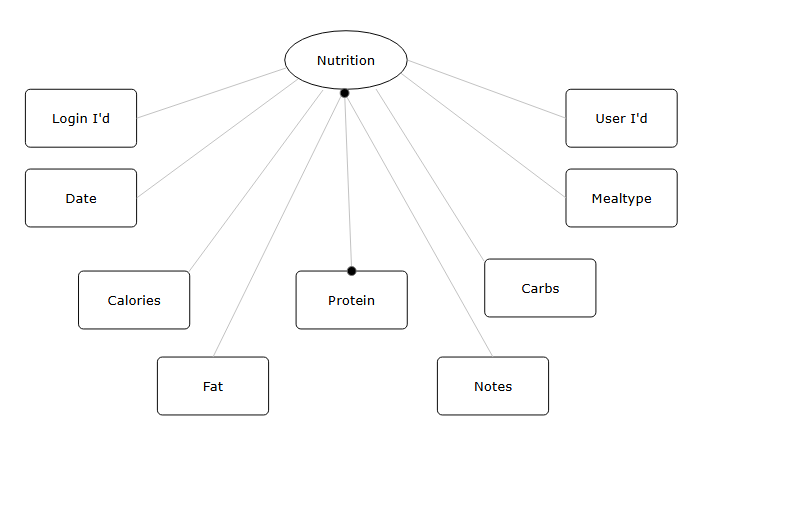 Nutrition
Login I'd
User I'd
Date
Mealtype
Calories
Protein
Carbs
Fat
Notes